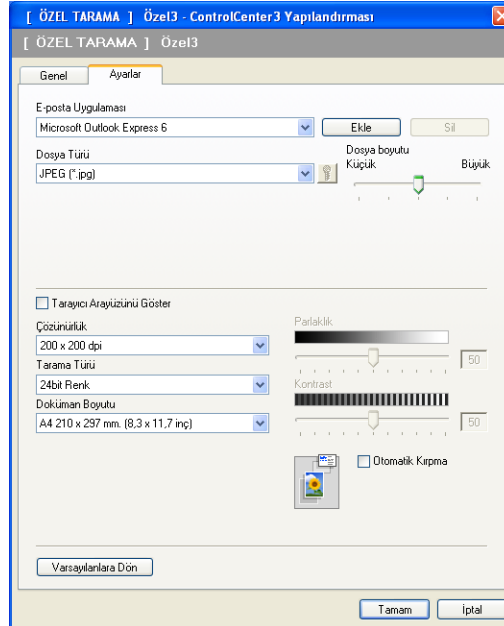 [ ÖZEL TARAMA ] Özel3 - ControlCenter3 Yapılandırması
[ ÖZEL TARAMA ] Özel3
Genel Ayarlar
E-posta Uygulaması
Microsoft Outlook Express 6 Ekle Sil
Dosya Türü Dosya boyutu
Küçük Büyük
JPEG (*.jpg)
Tarayıcı Arayüzünü Göster
Çözünürlük Parlaklık
200 x 200 dpi
50
Tarama Türü
24bit Renk Kontrast
Doküman Boyutu
A4 210 x 297 mm. (8,3 x 11,7 inç) 50
Otomatik Kırpma
Varsayılanlara Dön
Tamam İptal